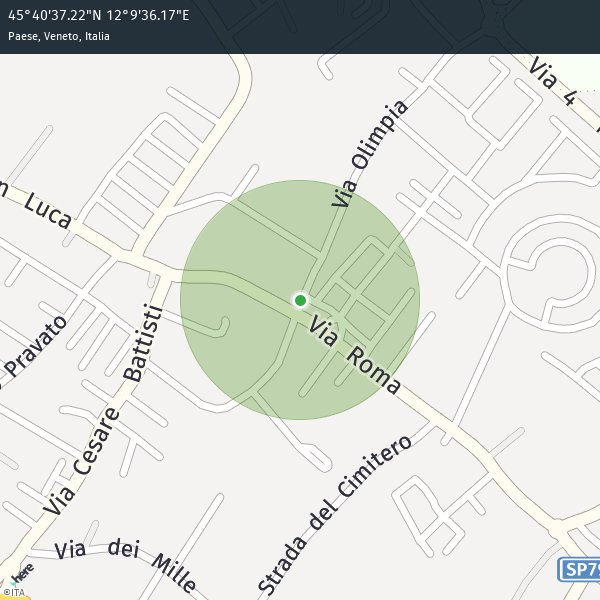 45°40'37.22"N 12°9'36.17"E
Paese, Veneto, Italia
Via 4
Via Olimpia
n Luca
Via Roma
Pravato
Via Cesare Battisti
Strada del Cimitero
Via dei Mille
SP79
here
©ITA